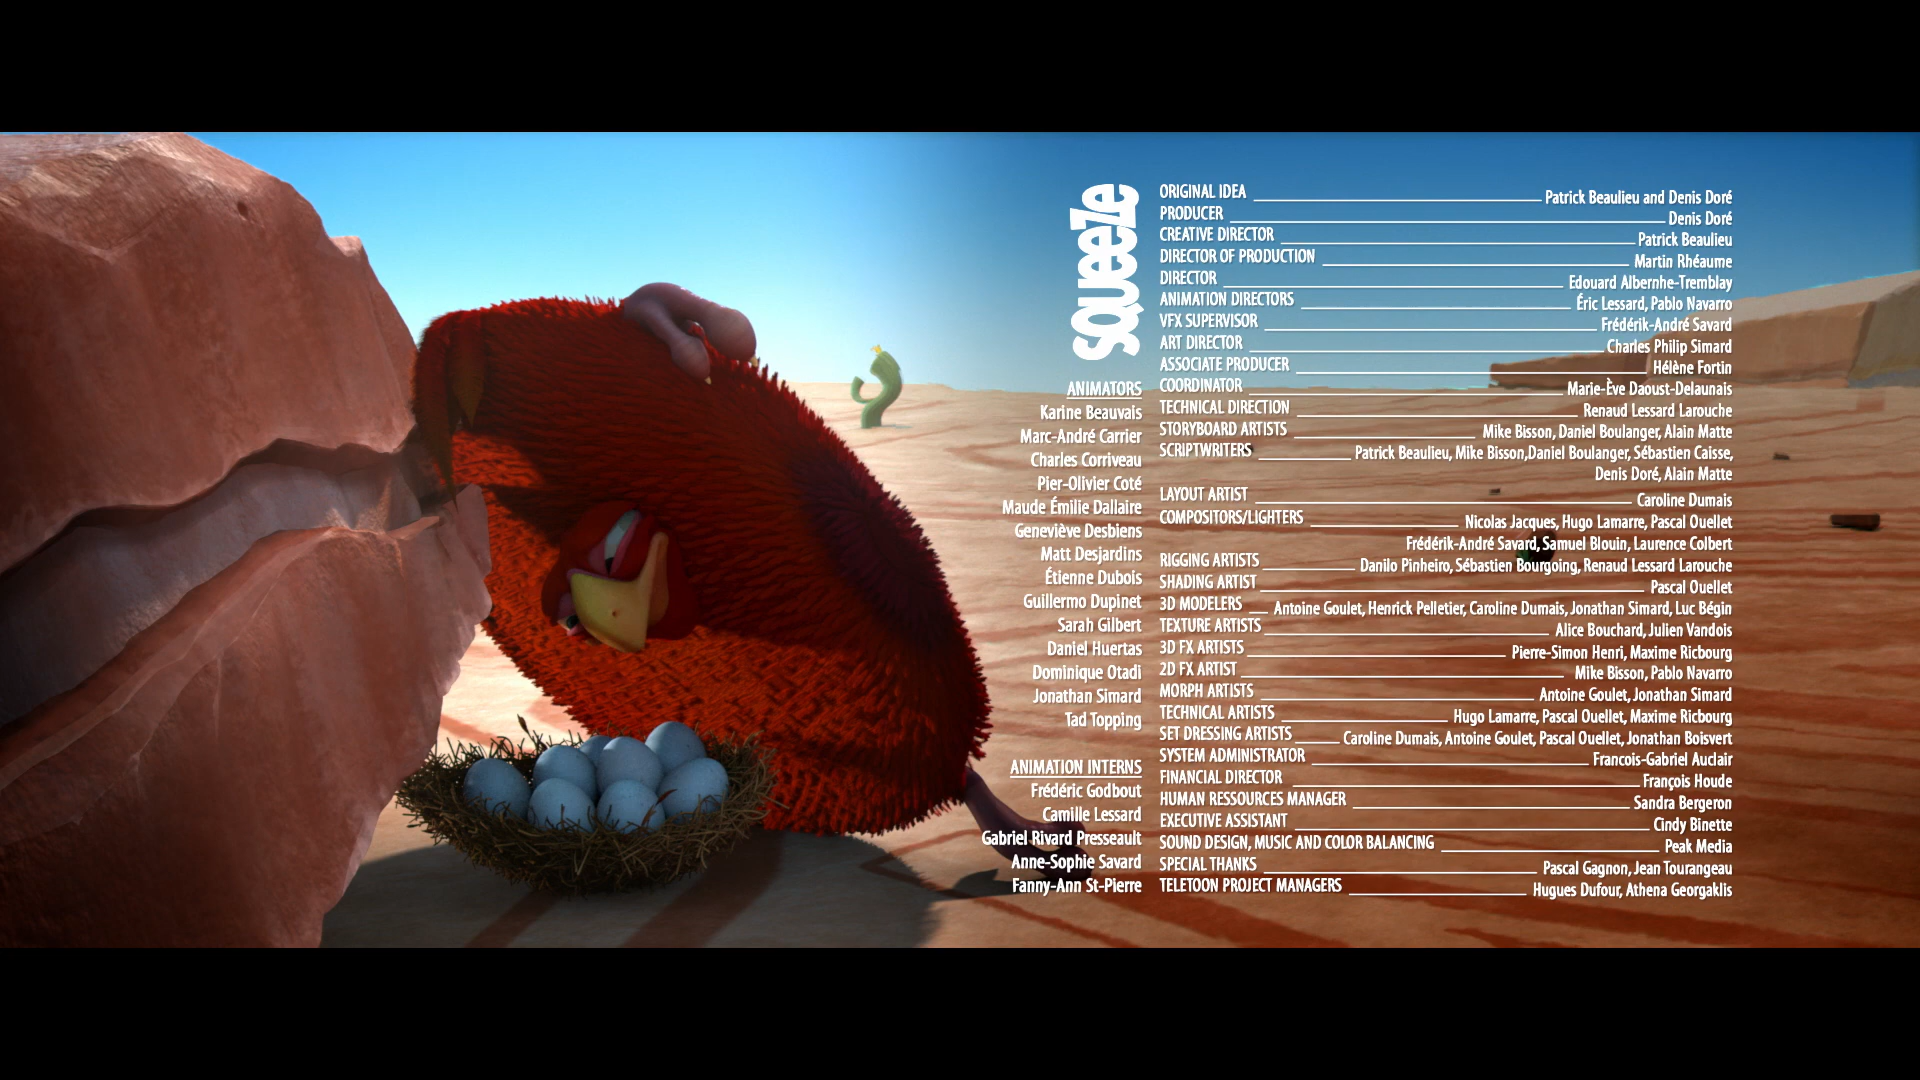 squeeze
ANIMATORS
Karine Beauvais
Marc-André Carrier
Charles Corriveau
Pier-Olivier Coté
Maude Émilie Dallaire
Geneviève Desbiens
Matt Desjardins
Étienne Dubois
Guillermo Dupinet
Sarah Gilbert
Daniel Huertas
Dominique Otadi
Jonathan Simard
Tad Topping
ANIMATION INTERNS
Frédéric Godbout
Camille Lessard
Gabriel Rivard Presseault
Anne-Sophie Savard
Fanny-Ann St-Pierre
ORIGINAL IDEA Patrick Beaulieu and Denis Doré
PRODUCER Denis Doré
CREATIVE DIRECTOR Patrick Beaulieu
DIRECTOR OF PRODUCTION Martin Rhéaume
DIRECTOR Edouard Albernhe-Tremblay
ANIMATION DIRECTORS Éric Lessard, Pablo Navarro
VFX SUPERVISOR Frédérik-André Savard
ART DIRECTOR Charles Philip Simard
ASSOCIATE PRODUCER Hélène Fortin
COORDINATOR Marie-Ève Daoust-Delaunais
TECHNICAL DIRECTION Renaud Lessard Larouche
STORYBOARD ARTISTS Mike Bisson, Daniel Boulanger, Alain Matte
SCRIPTWRITERS Patrick Beaulieu, Mike Bisson,Daniel Boulanger, Sébastien Caisse,
Denis Doré, Alain Matte
LAYOUT ARTIST Caroline Dumais
COMPOSITORS/LIGHTERS Nicolas Jacques, Hugo Lamarre, Pascal Ouellet
Frédérik-André Savard, Samuel Blouin, Laurence Colbert
RIGGING ARTISTS Danilo Pinheiro, Sébastien Bourgoing, Renaud Lessard Larouche
SHADING ARTIST Pascal Ouellet
3D MODELERS Antoine Goulet, Henrick Pelletier, Caroline Dumais, Jonathan Simard, Luc Bégin
TEXTURE ARTISTS Alice Bouchard, Julien Vandois
3D FX ARTISTS Pierre-Simon Henri, Maxime Ricbourg
2D FX ARTIST Mike Bisson, Pablo Navarro
MORPH ARTISTS Antoine Goulet, Jonathan Simard
TECHNICAL ARTISTS Hugo Lamarre, Pascal Ouellet, Maxime Ricbourg
SET DRESSING ARTISTS Caroline Dumais, Antoine Goulet, Pascal Ouellet, Jonathan Boisvert
SYSTEM ADMINISTRATOR Francois-Gabriel Auclair
FINANCIAL DIRECTOR François Houde
HUMAN RESSOURCES MANAGER Sandra Bergeron
EXECUTIVE ASSISTANT Cindy Binette
SOUND DESIGN, MUSIC AND COLOR BALANCING Peak Media
SPECIAL THANKS Pascal Gagnon, Jean Tourangeau
TELETOON PROJECT MANAGERS Hugues Dufour, Athena Georgaklis